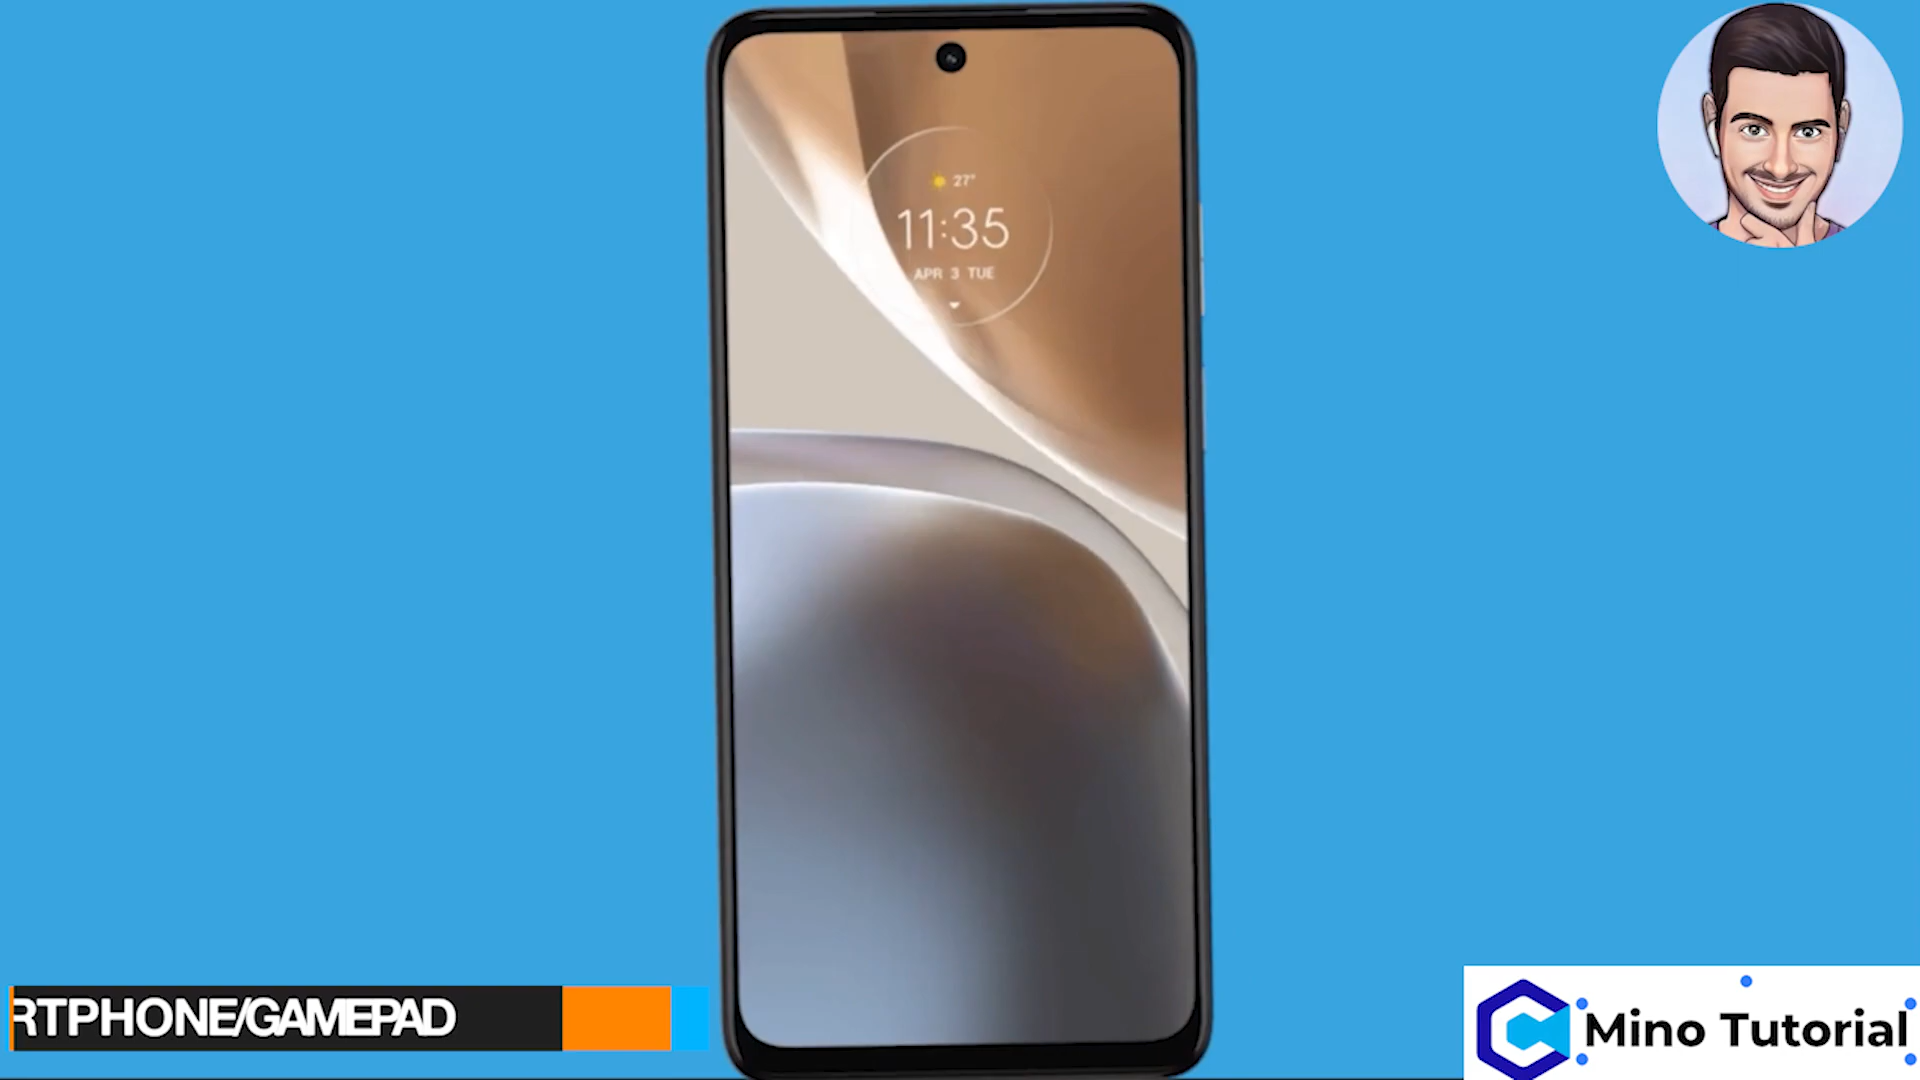 27°
11:35
APR 3 TUE
RTPHONE/GAMEPAD
Mino Tutorial